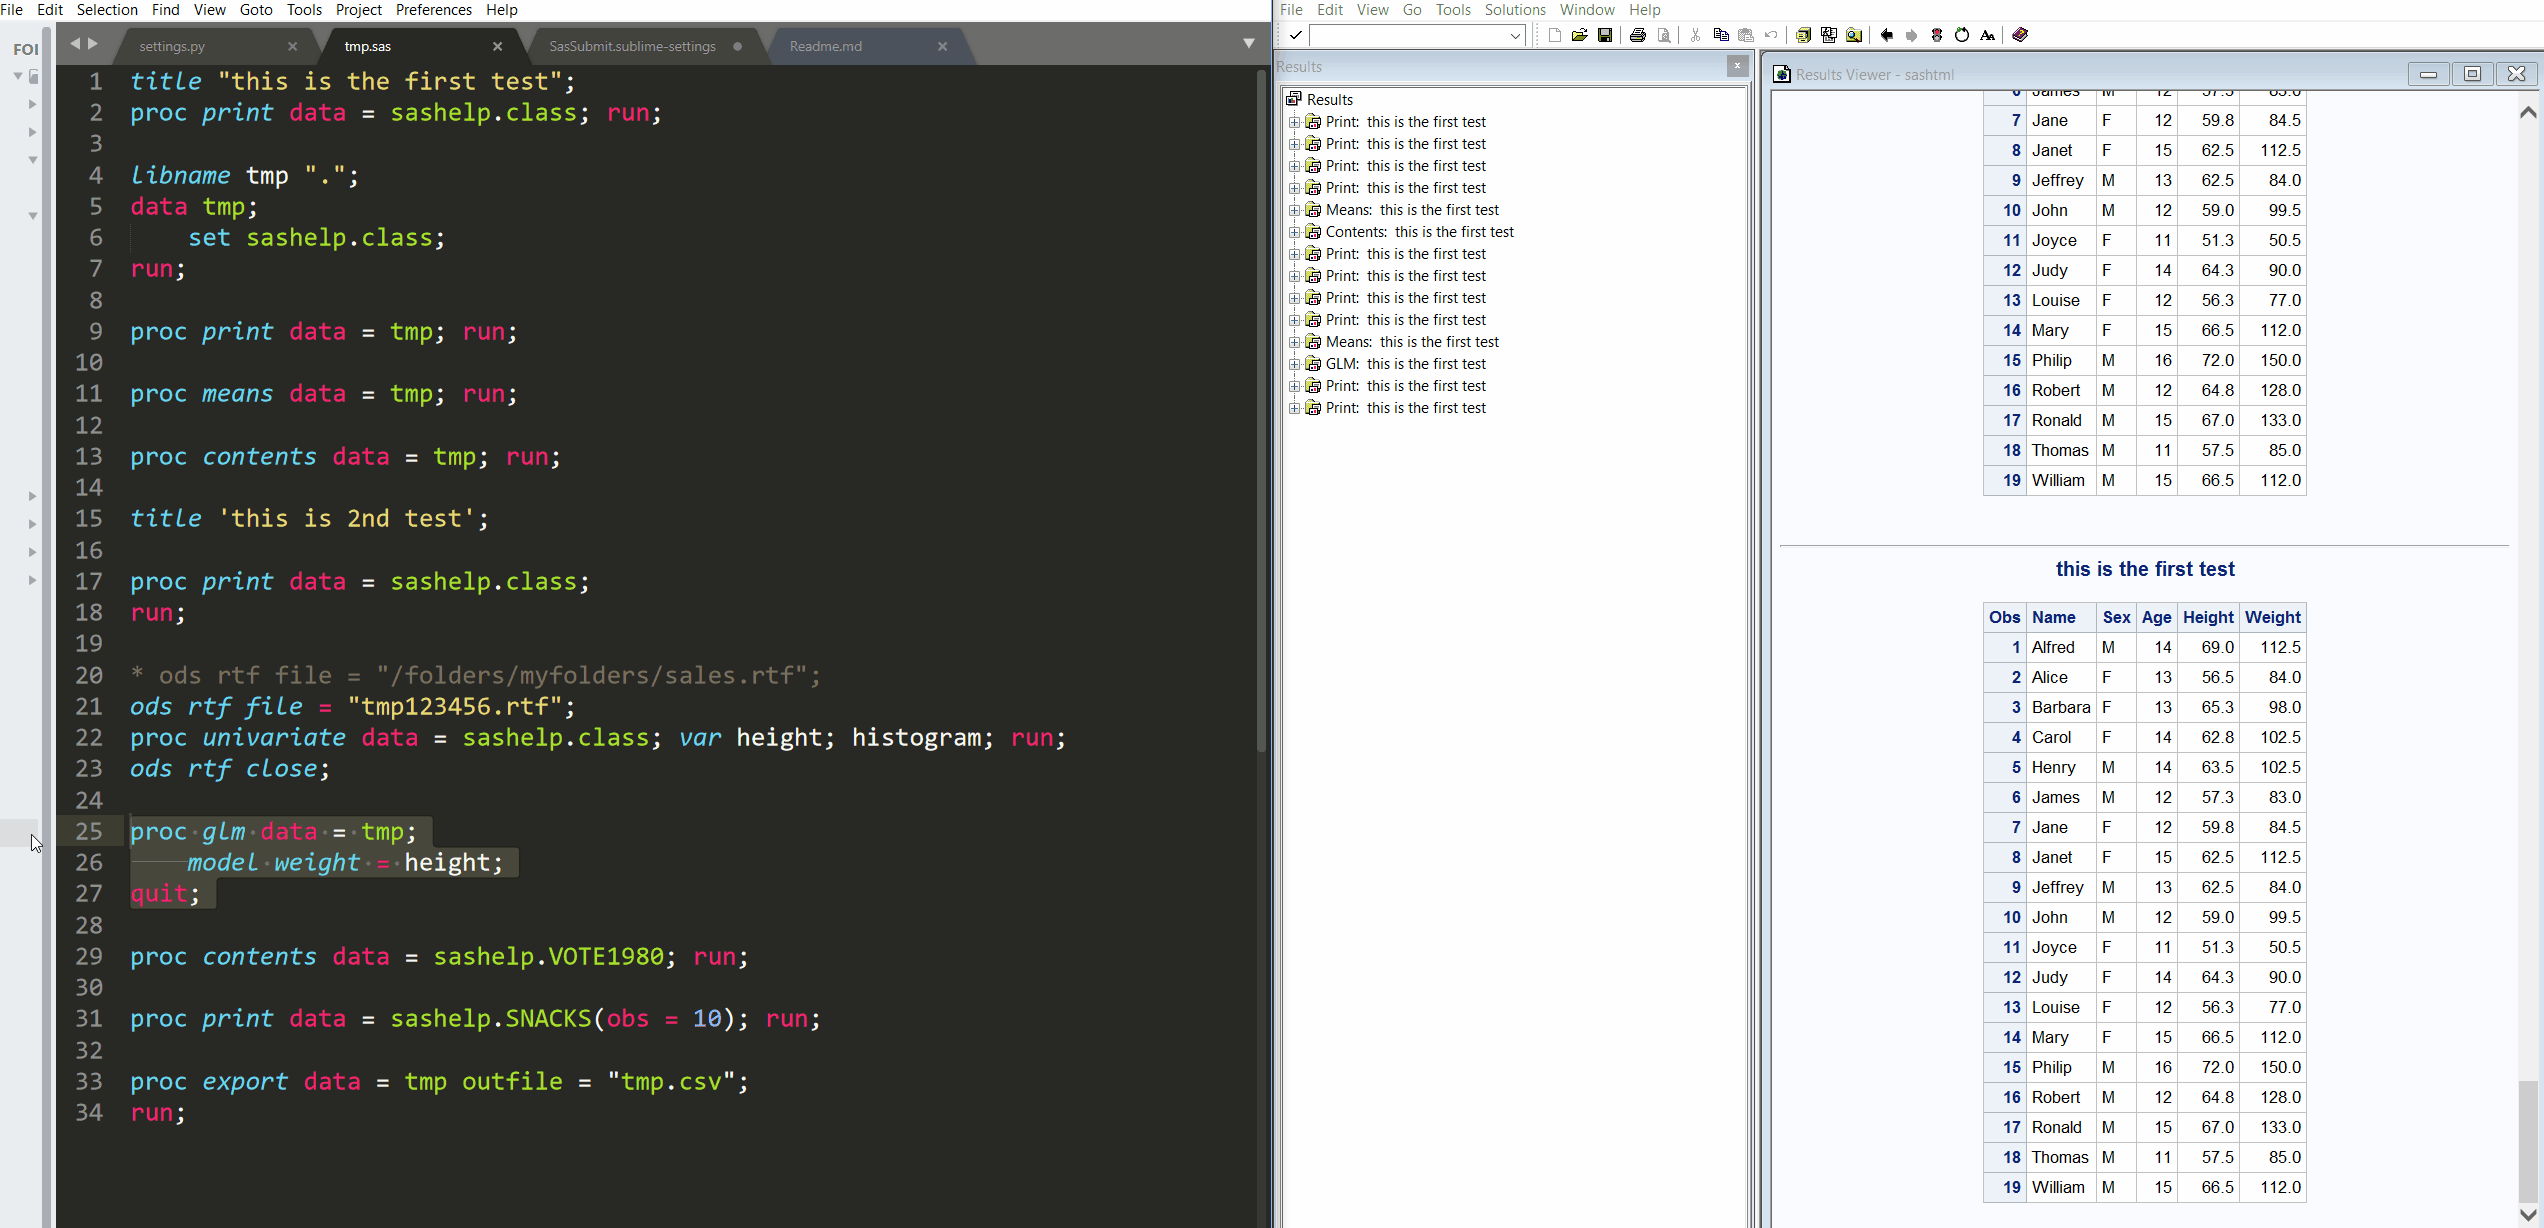 File Edit Selection Find View Goto Tools Project Preferences Help
FOI
settings.py
tmp.sas
SasSubmit.sublime-settings
Readme.md
1 title "this is the first test";
2 proc print data = sashelp.class; run;
3
4 libname tmp ".";
5 data tmp;
6 set sashelp.class;
7 run;
8
9 proc print data = tmp; run;
10
11 proc means data = tmp; run;
12
13 proc contents data = tmp; run;
14
15 title 'this is 2nd test';
16
17 proc print data = sashelp.class;
18 run;
19
20 * ods rtf file = "/folders/myfolders/sales.rtf";
21 ods rtf file = "tmp123456.rtf";
22 proc univariate data = sashelp.class; var height; histogram; run;
23 ods rtf close;
24
25 proc glm data = tmp;
26 model weight = height;
27 quit;
28
29 proc contents data = sashelp.VOTE1980; run;
30
31 proc print data = sashelp.SNACKS(obs = 10); run;
32
33 proc export data = tmp outfile = "tmp.csv";
34 run;
File Edit View Go Tools Solutions Window Help
Results
Results
Print: this is the first test
Print: this is the first test
Print: this is the first test
Print: this is the first test
Means: this is the first test
Contents: this is the first test
Print: this is the first test
Print: this is the first test
Print: this is the first test
Print: this is the first test
Means: this is the first test
GLM: this is the first test
Print: this is the first test
Print: this is the first test
Results Viewer - sashtml
6 James M 12 57.3 83.0
7 Jane F 12 59.8 84.5
8 Janet F 15 62.5 112.5
9 Jeffrey M 13 62.5 84.0
10 John M 12 59.0 99.5
11 Joyce F 11 51.3 50.5
12 Judy F 14 64.3 90.0
13 Louise F 12 56.3 77.0
14 Mary F 15 66.5 112.0
15 Philip M 16 72.0 150.0
16 Robert M 12 64.8 128.0
17 Ronald M 15 67.0 133.0
18 Thomas M 11 57.5 85.0
19 William M 15 66.5 112.0
this is the first test
Obs Name Sex Age Height Weight
1 Alfred M 14 69.0 112.5
2 Alice F 13 56.5 84.0
3 Barbara F 13 65.3 98.0
4 Carol F 14 62.8 102.5
5 Henry M 14 63.5 102.5
6 James M 12 57.3 83.0
7 Jane F 12 59.8 84.5
8 Janet F 15 62.5 112.5
9 Jeffrey M 13 62.5 84.0
10 John M 12 59.0 99.5
11 Joyce F 11 51.3 50.5
12 Judy F 14 64.3 90.0
13 Louise F 12 56.3 77.0
14 Mary F 15 66.5 112.0
15 Philip M 16 72.0 150.0
16 Robert M 12 64.8 128.0
17 Ronald M 15 67.0 133.0
18 Thomas M 11 57.5 85.0
19 William M 15 66.5 112.0